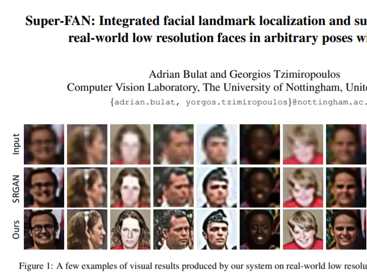 Super-FAN: Integrated facial landmark localization and su
real-world low resolution faces in arbitrary poses wi
Adrian Bulat and Georgios Tzimiropoulos
Computer Vision Laboratory, The University of Nottingham, Unite
{adrian.bulat, yorgos.tzimiropoulos}@nottingham.ac.
Input
SRGAN
Ours
Figure 1: A few examples of visual results produced by our system on real-world low resolu